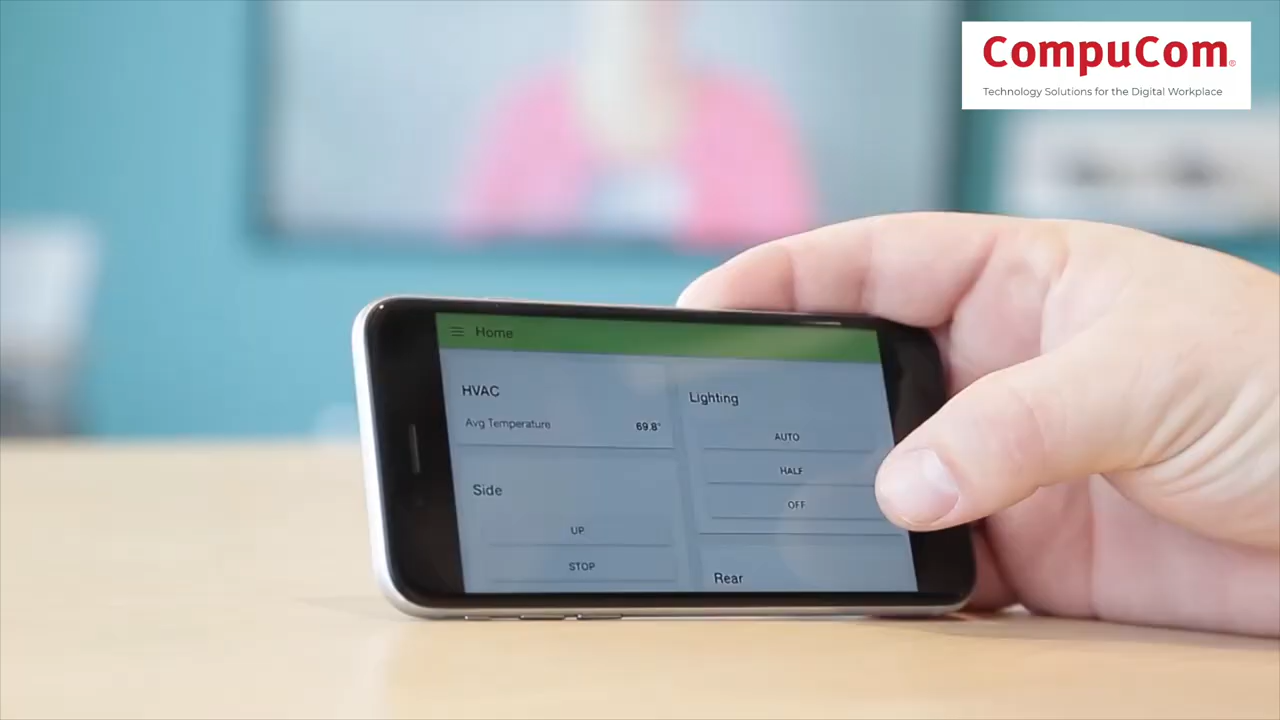 CompuCom®
Technology Solutions for the Digital Workplace
Home
HVAC
Avg Temperature 69.8°
Side
UP
STOP
Lighting
AUTO
HALF
OFF
Rear